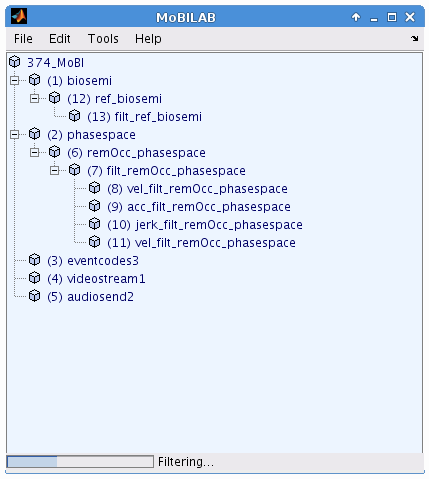 MoBILAB
File Edit Tools Help
374_MoBI
(1) biosemi
(12) ref_biosemi
(13) filt_ref_biosemi
(2) phasespace
(6) remOcc_phasespace
(7) filt_remOcc_phasespace
(8) vel_filt_remOcc_phasespace
(9) acc_filt_remOcc_phasespace
(10) jerk_filt_remOcc_phasespace
(11) vel_filt_remOcc_phasespace
(3) eventcodes3
(4) videostream1
(5) audiosend2
Filtering...